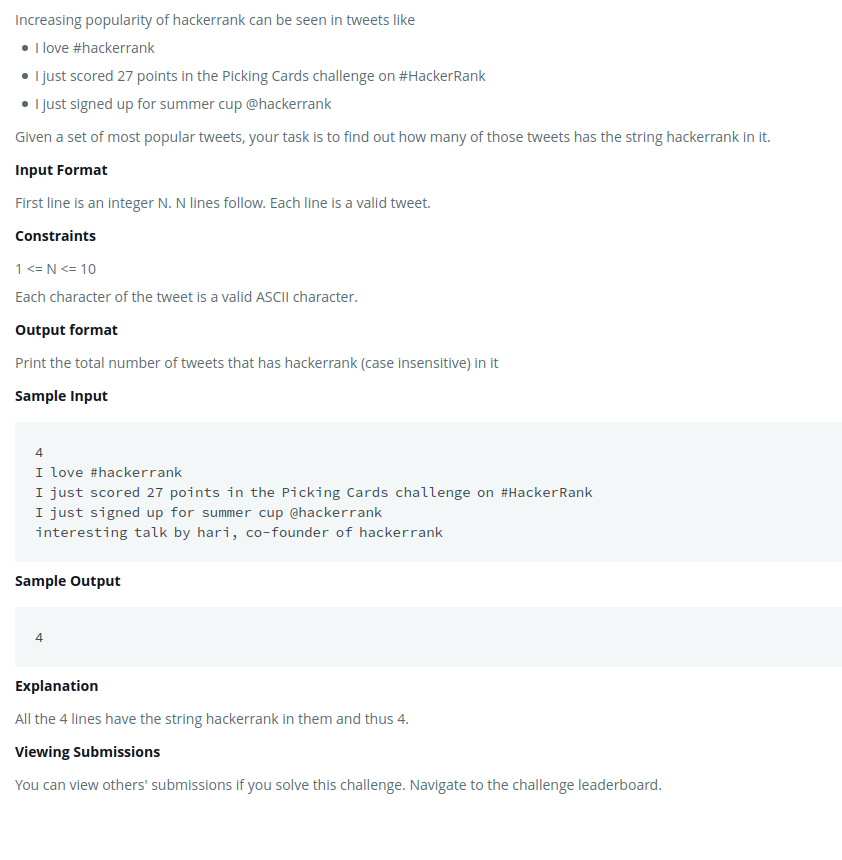 Increasing popularity of hackerrank can be seen in tweets like
• I love #hackerrank
• I just scored 27 points in the Picking Cards challenge on #HackerRank
• I just signed up for summer cup @hackerrank
Given a set of most popular tweets, your task is to find out how many of those tweets has the string hackerrank in it.
Input Format
First line is an integer N. N lines follow. Each line is a valid tweet.
Constraints
1 <= N <= 10
Each character of the tweet is a valid ASCII character.
Output format
Print the total number of tweets that has hackerrank (case insensitive) in it
Sample Input
4
I love #hackerrank
I just scored 27 points in the Picking Cards challenge on #HackerRank
I just signed up for summer cup @hackerrank
interesting talk by hari, co-founder of hackerrank
Sample Output
4
Explanation
All the 4 lines have the string hackerrank in them and thus 4.
Viewing Submissions
You can view others' submissions if you solve this challenge. Navigate to the challenge leaderboard.